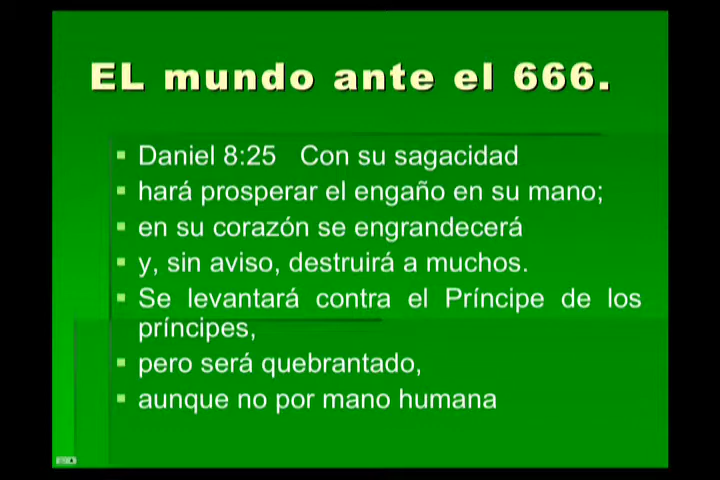 EL mundo ante el 666.
Daniel 8:25 Con su sagacidad
hará prosperar el engaño en su mano;
en su corazón se engrandecerá
y, sin aviso, destruirá a muchos.
Se levantará contra el Príncipe de los
príncipes,
pero será quebrantado,
aunque no por mano humana